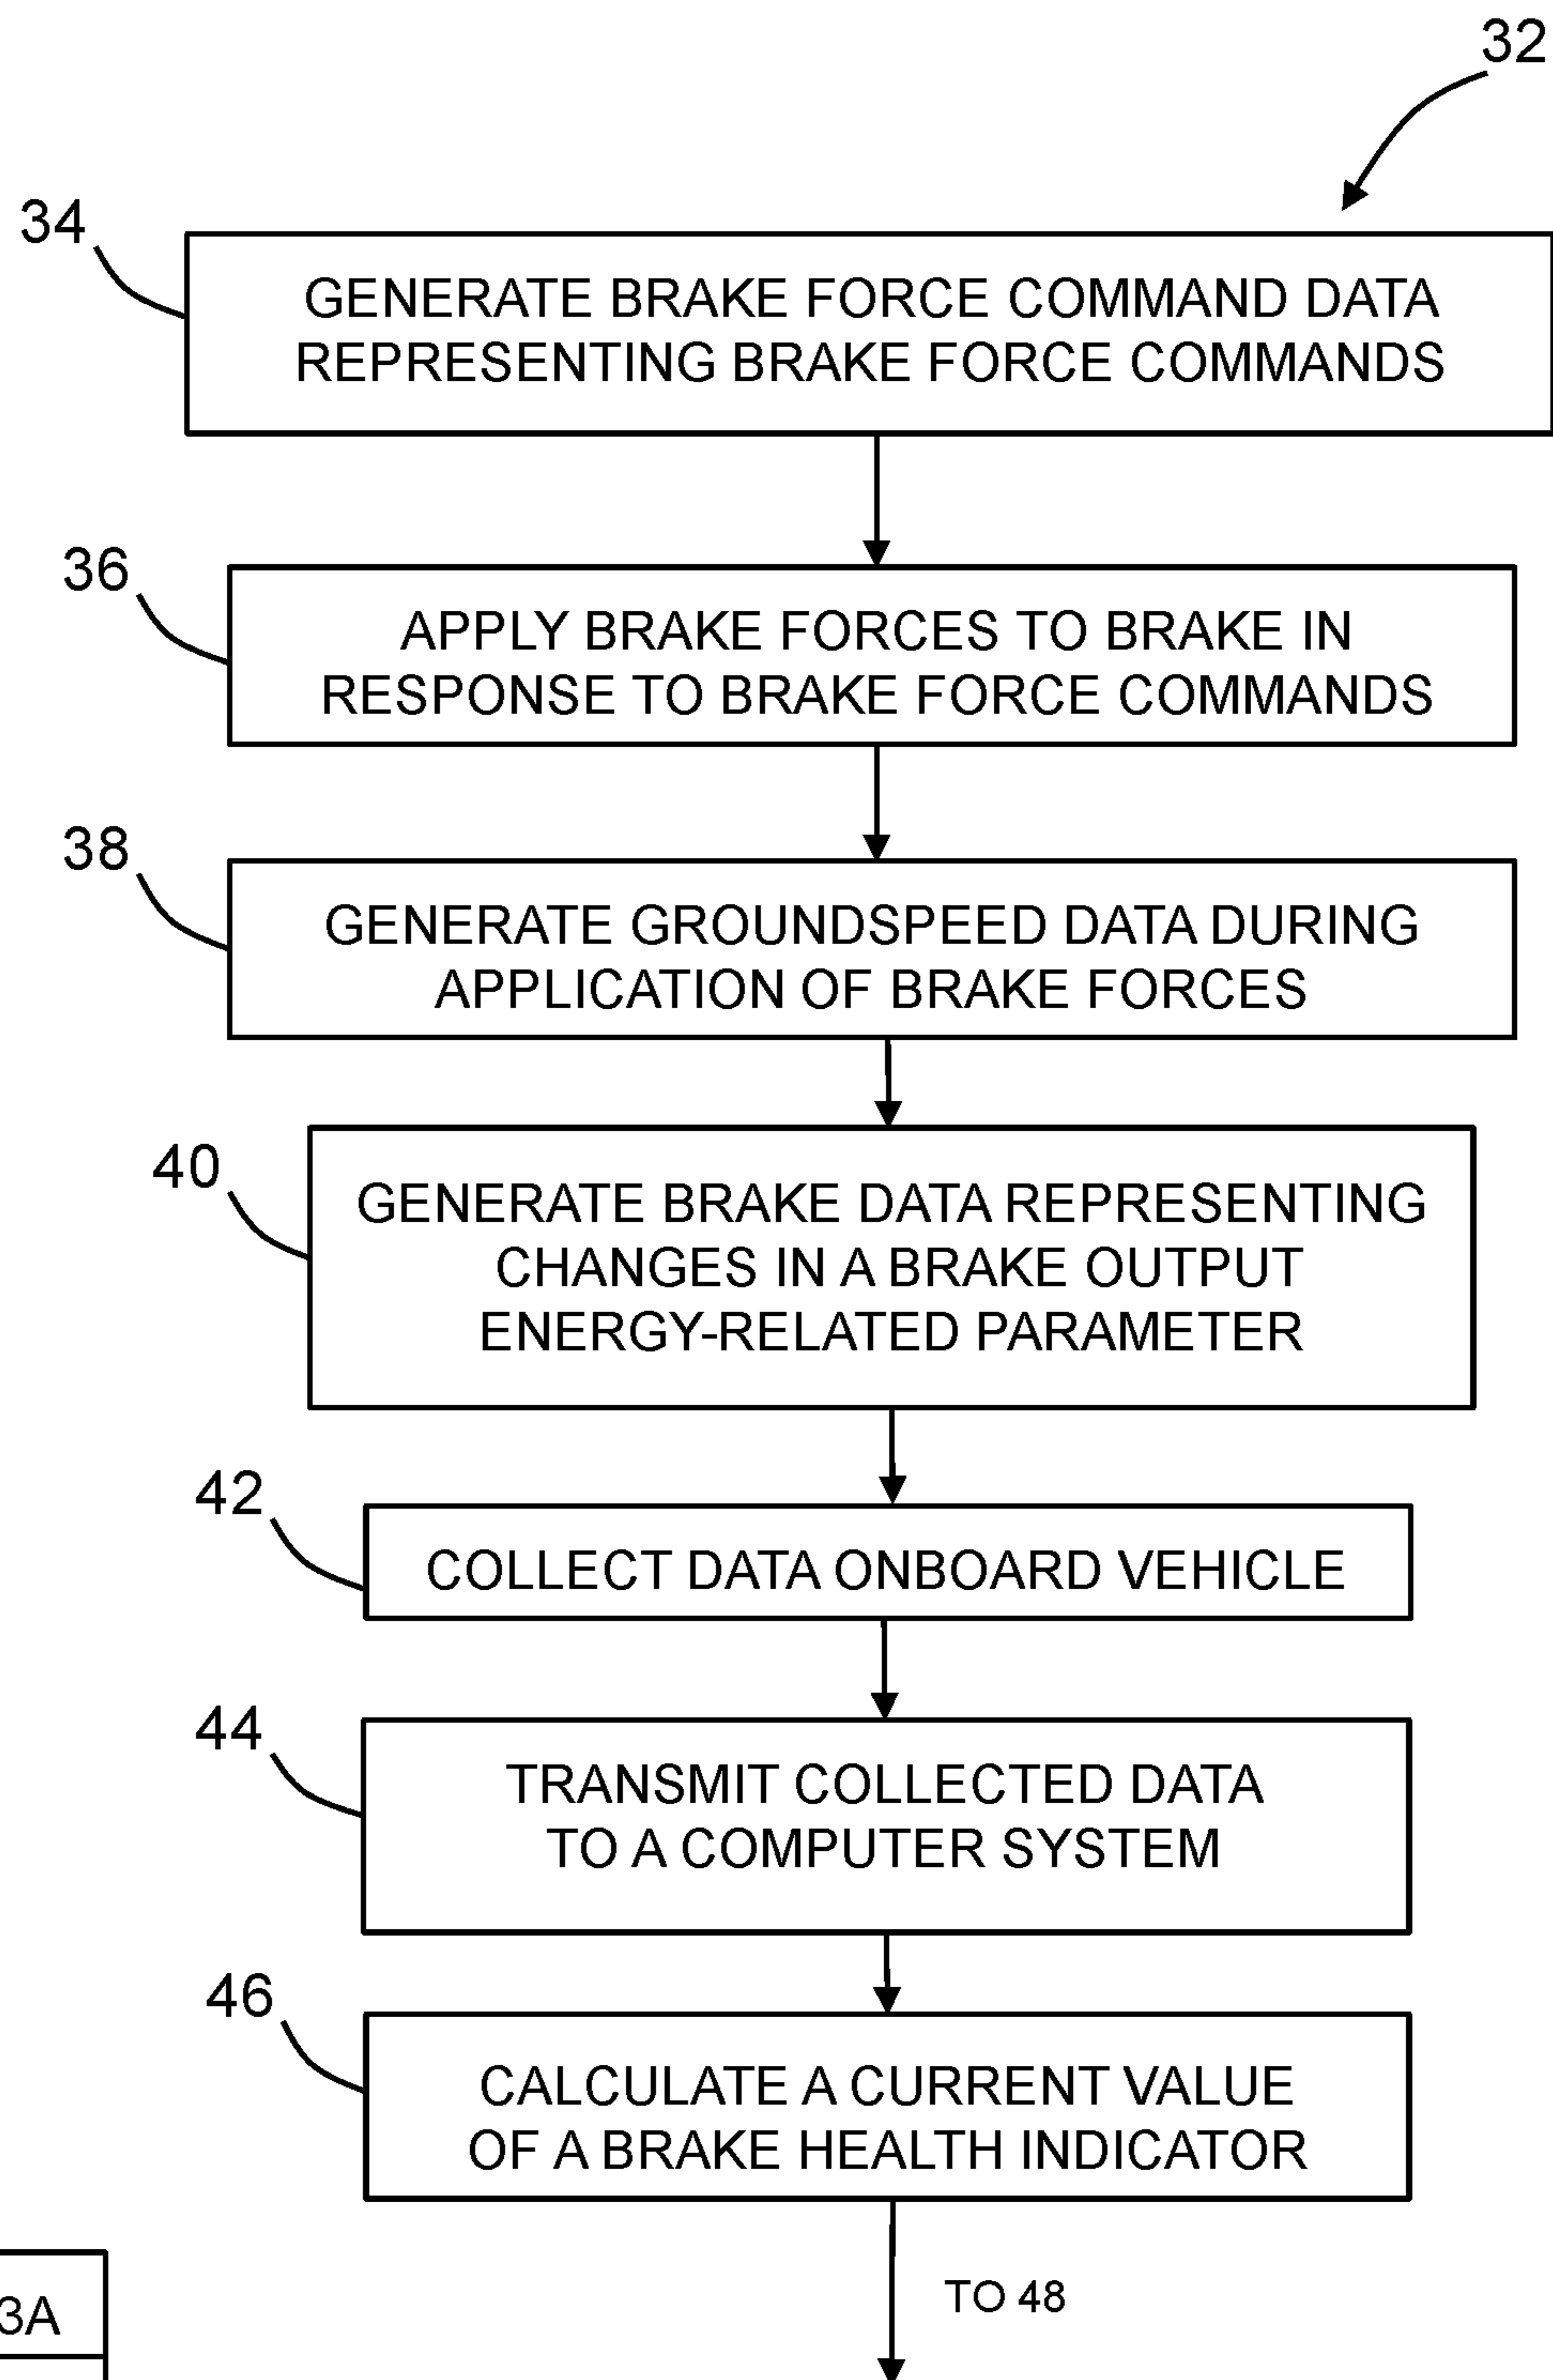 32
34
GENERATE BRAKE FORCE COMMAND DATA
REPRESENTING BRAKE FORCE COMMANDS
36
APPLY BRAKE FORCES TO BRAKE IN
RESPONSE TO BRAKE FORCE COMMANDS
38
GENERATE GROUNDSPEED DATA DURING
APPLICATION OF BRAKE FORCES
40
GENERATE BRAKE DATA REPRESENTING
CHANGES IN A BRAKE OUTPUT
ENERGY-RELATED PARAMETER
42
COLLECT DATA ONBOARD VEHICLE
44
TRANSMIT COLLECTED DATA
TO A COMPUTER SYSTEM
46
CALCULATE A CURRENT VALUE
OF A BRAKE HEALTH INDICATOR
TO 48
3A